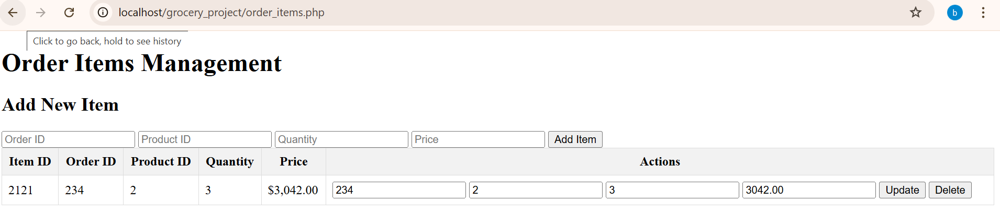 localhost/grocery_project/order_items.php
b
Click to go back, hold to see history
Order Items Management
Add New Item
Order ID Product ID Quantity Price Add Item
Item ID Order ID Product ID Quantity Price Actions
2121 234 2 3 $3,042.00 234 2 3 3042.00 Update Delete